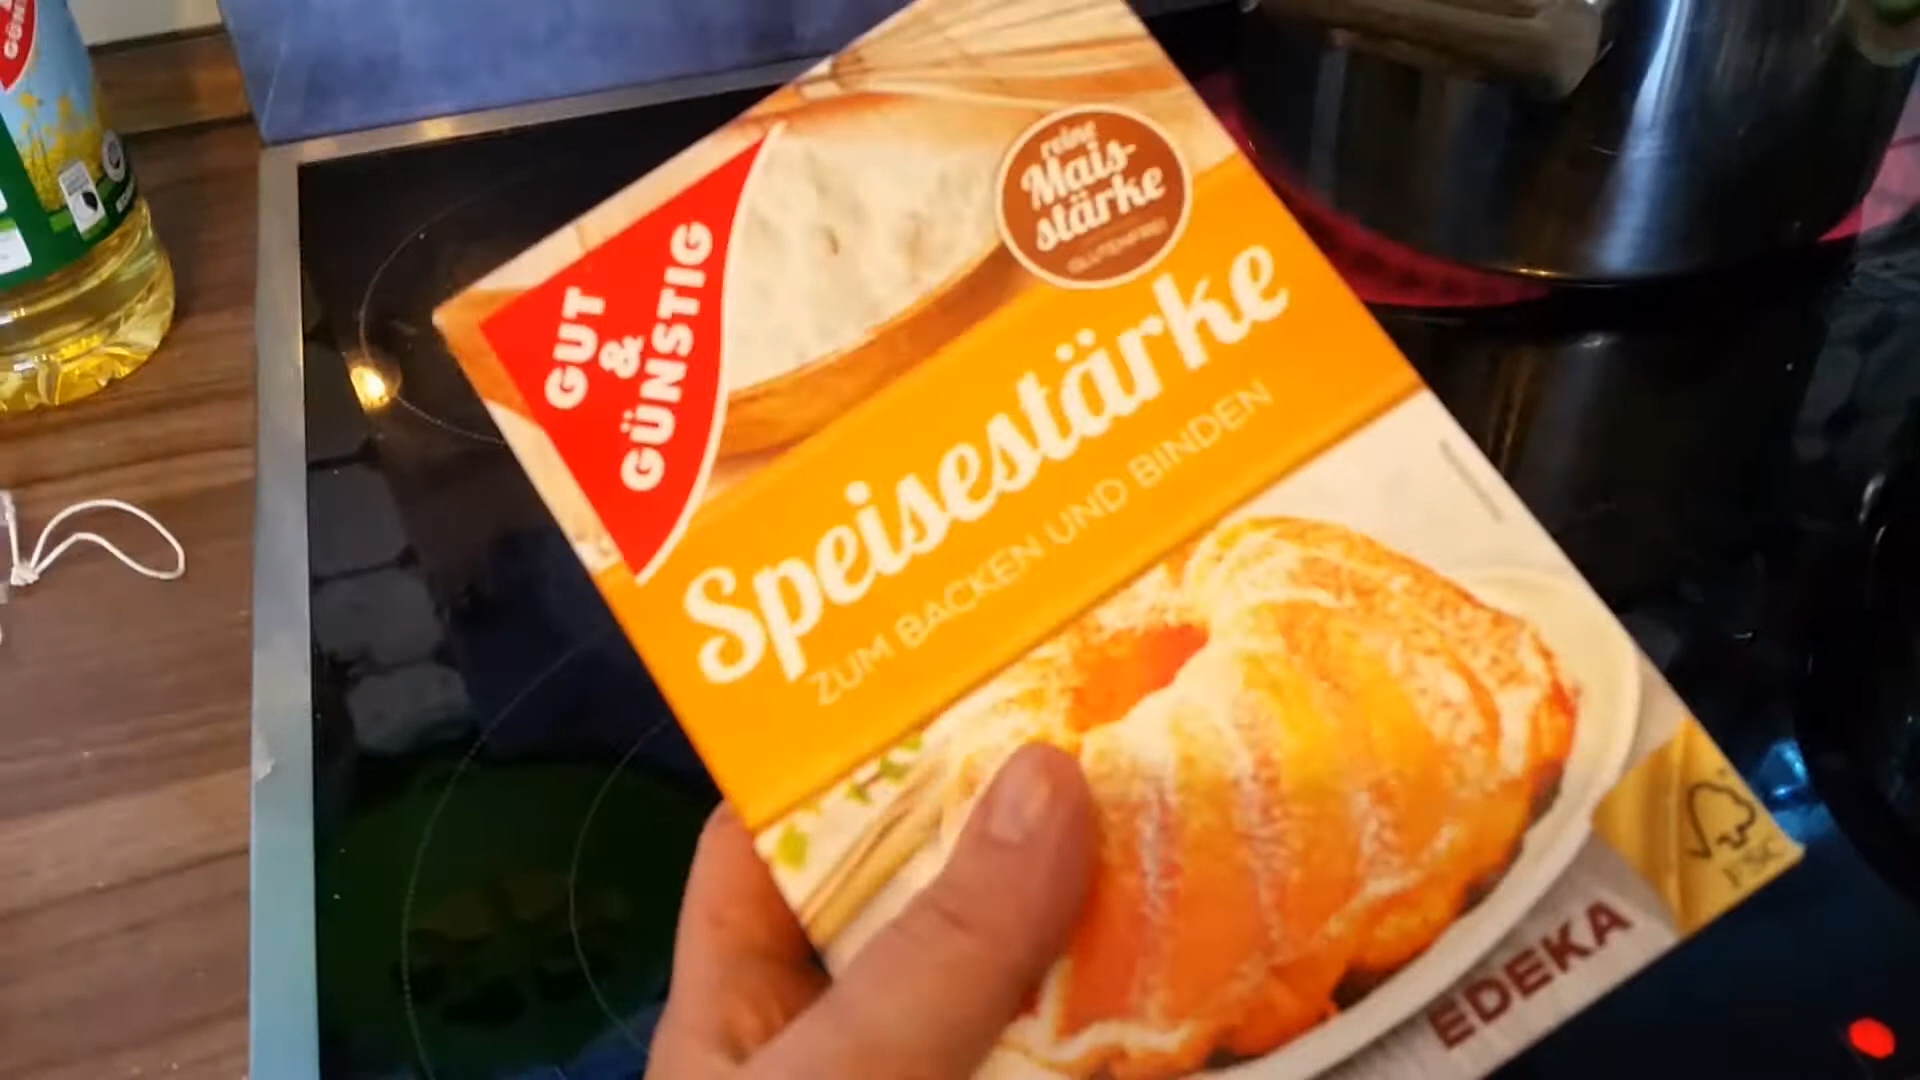 GUT
&
GÜNSTIG
reine
Mais-
stärke
GLUTENFREI
Speisestärke
ZUM BACKEN UND BINDEN
FSC
EDEKA